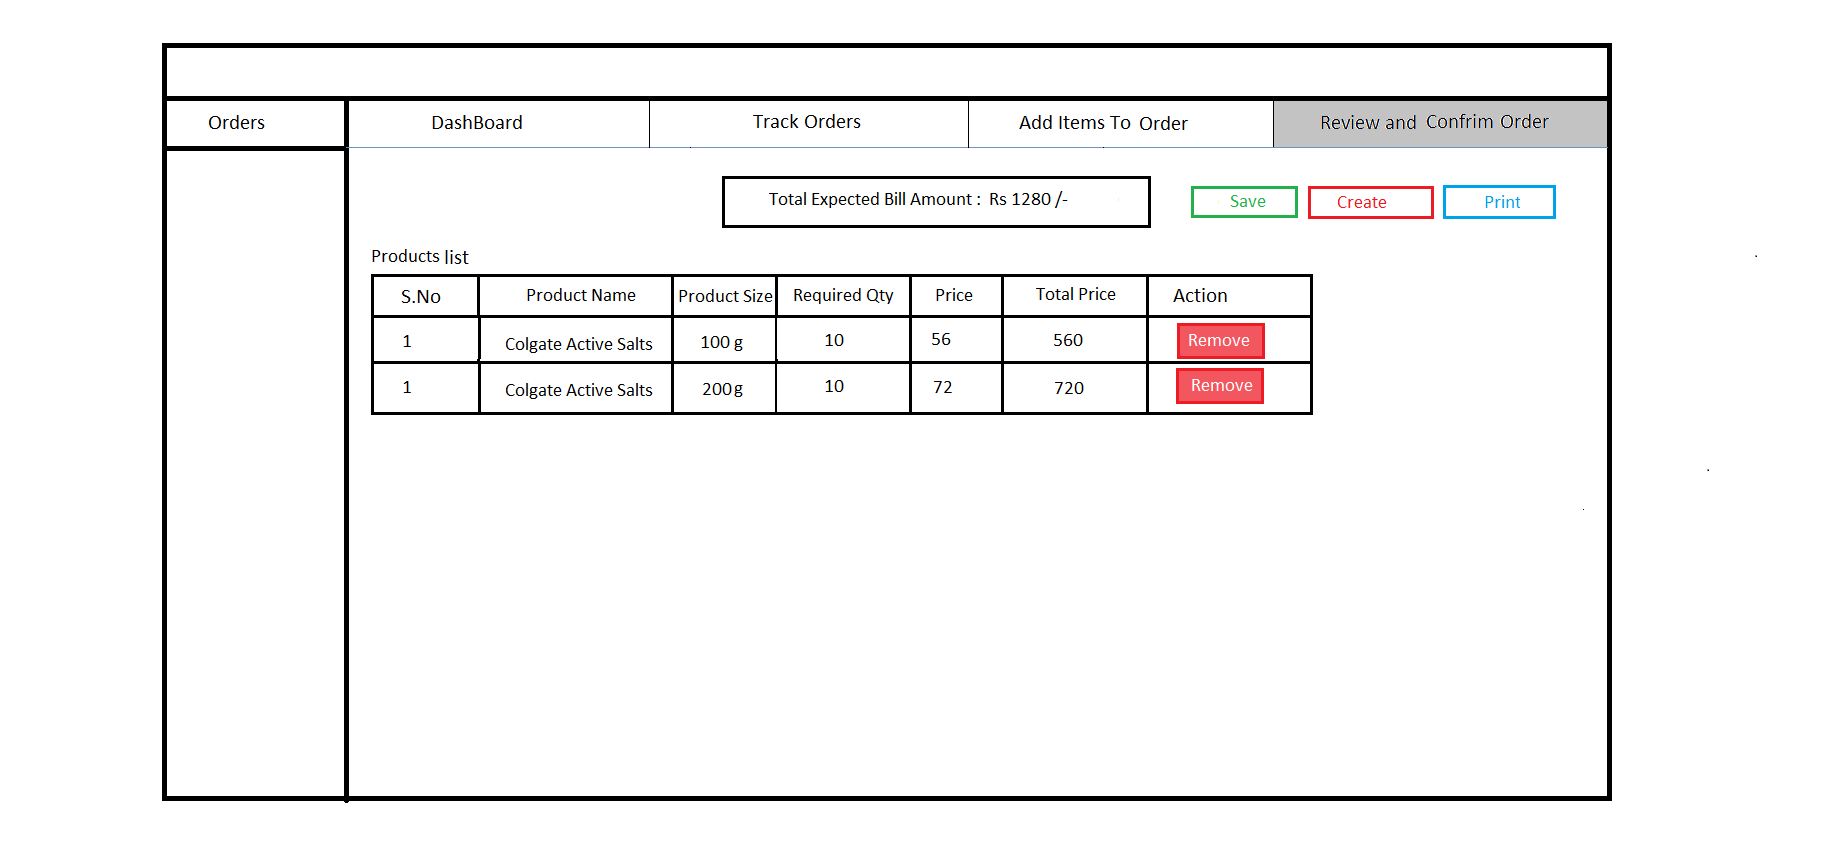 Orders DashBoard Track Orders Add Items To Order Review and Confrim Order
Total Expected Bill Amount : Rs 1280 /- Save Create Print
Products list
S.No Product Name Product Size Required Qty Price Total Price Action
1 Colgate Active Salts 100 g 10 56 560 Remove
1 Colgate Active Salts 200g 10 72 720 Remove